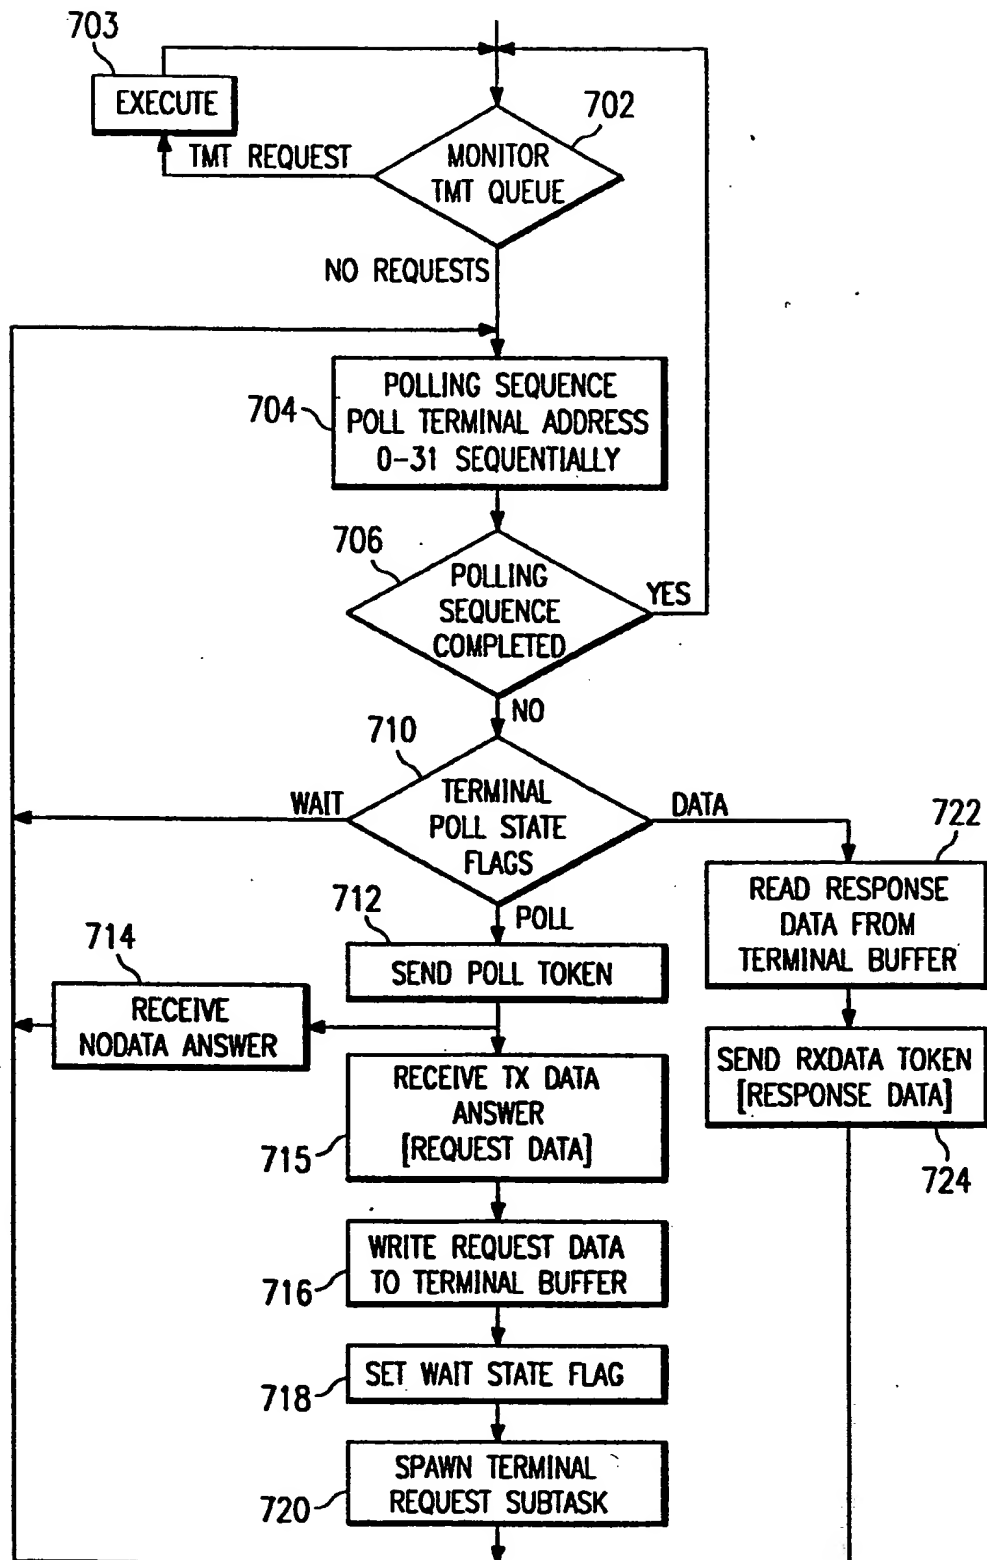 703
EXECUTE
702
TMT REQUEST
MONITOR
TMT QUEUE
NO REQUESTS
704
POLLING SEQUENCE
POLL TERMINAL ADDRESS
0-31 SEQUENTIALLY
706
POLLING
SEQUENCE
COMPLETED
YES
NO
710
TERMINAL
POLL STATE
FLAGS
WAIT
DATA
722
READ RESPONSE
DATA FROM
TERMINAL BUFFER
POLL
712
SEND POLL TOKEN
714
RECEIVE
NODATA ANSWER
SEND RXDATA TOKEN
[RESPONSE DATA]
724
RECEIVE TX DATA
ANSWER
[REQUEST DATA]
715
WRITE REQUEST DATA
TO TERMINAL BUFFER
716
SET WAIT STATE FLAG
718
SPAWN TERMINAL
REQUEST SUBTASK
720